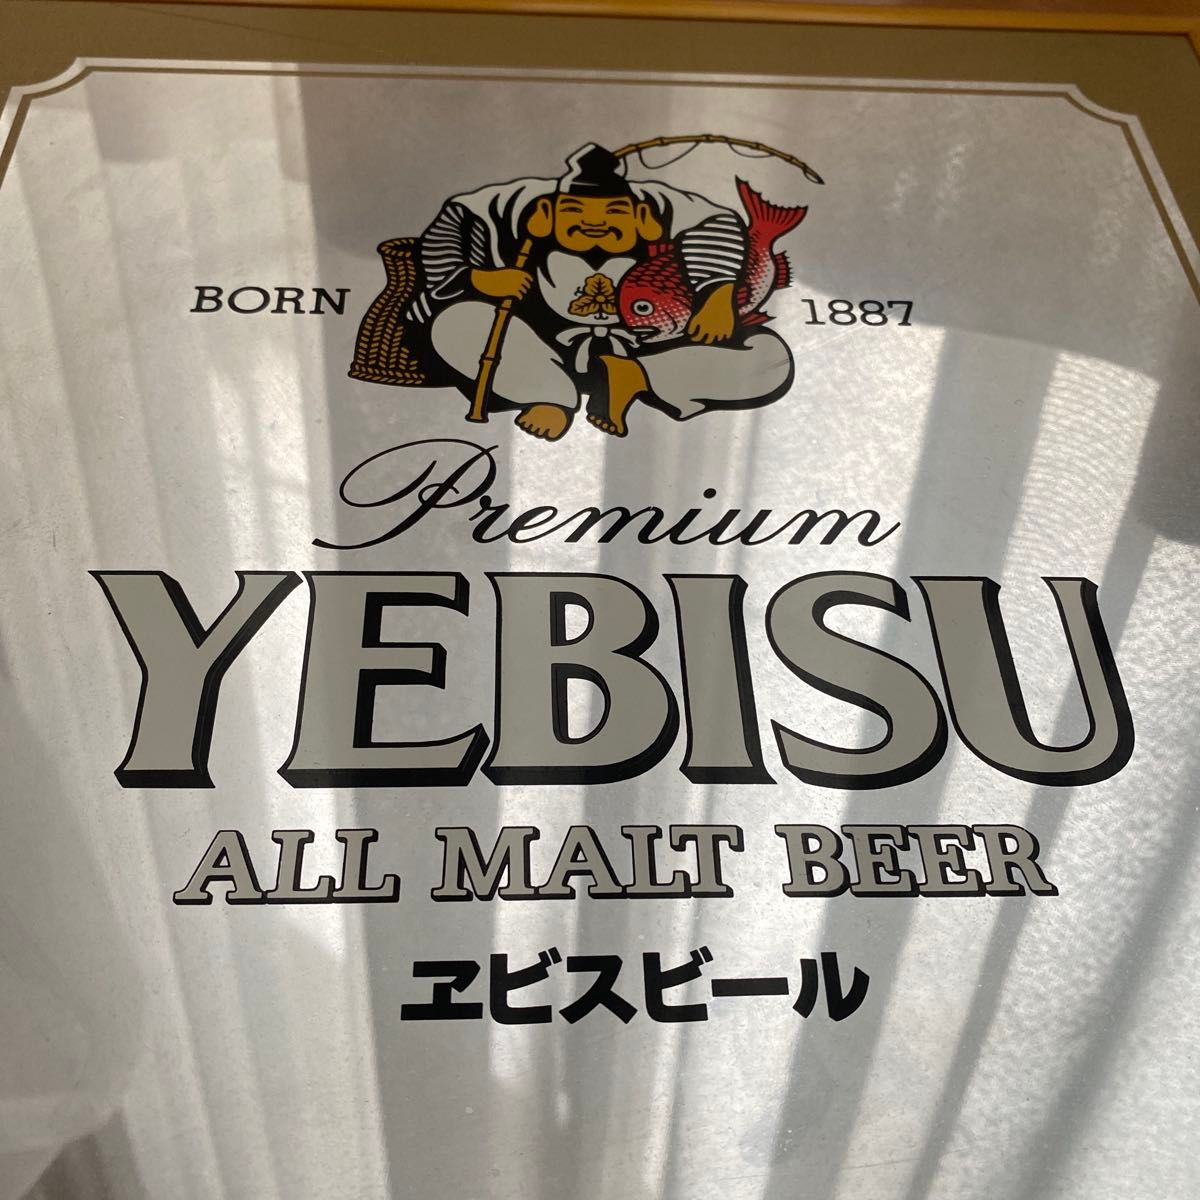 BORN 1887
Premium
YEBISU
ALL MALT BEER
ヱビスビール